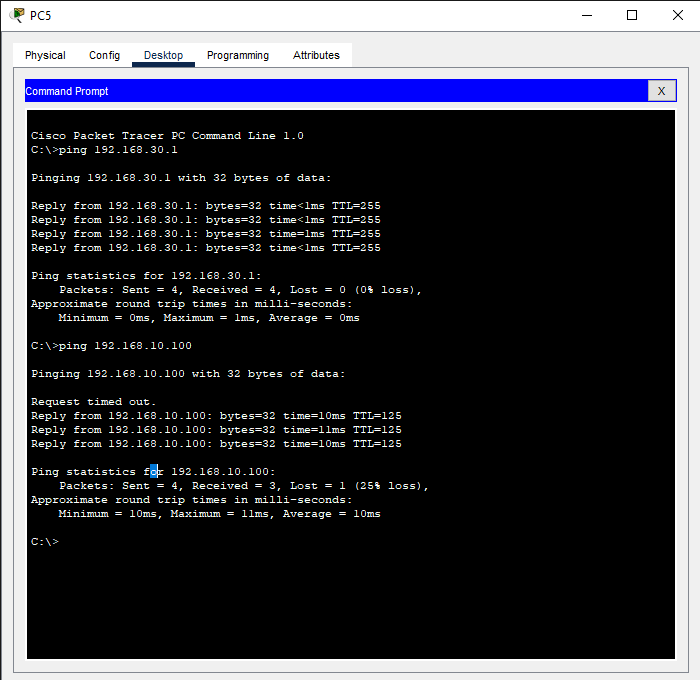 PC5
Physical Config Desktop Programming Attributes
Command Prompt X
Cisco Packet Tracer PC Command Line 1.0
C:\>ping 192.168.30.1
Pinging 192.168.30.1 with 32 bytes of data:
Reply from 192.168.30.1: bytes=32 time<1ms TTL=255
Reply from 192.168.30.1: bytes=32 time<1ms TTL=255
Reply from 192.168.30.1: bytes=32 time=1ms TTL=255
Reply from 192.168.30.1: bytes=32 time<1ms TTL=255
Ping statistics for 192.168.30.1:
Packets: Sent = 4, Received = 4, Lost = 0 (0% loss),
Approximate round trip times in milli-seconds:
Minimum = 0ms, Maximum = 1ms, Average = 0ms
C:\>ping 192.168.10.100
Pinging 192.168.10.100 with 32 bytes of data:
Request timed out.
Reply from 192.168.10.100: bytes=32 time=10ms TTL=125
Reply from 192.168.10.100: bytes=32 time=11ms TTL=125
Reply from 192.168.10.100: bytes=32 time=10ms TTL=125
Ping statistics for 192.168.10.100:
Packets: Sent = 4, Received = 3, Lost = 1 (25% loss),
Approximate round trip times in milli-seconds:
Minimum = 10ms, Maximum = 11ms, Average = 10ms
C:\>